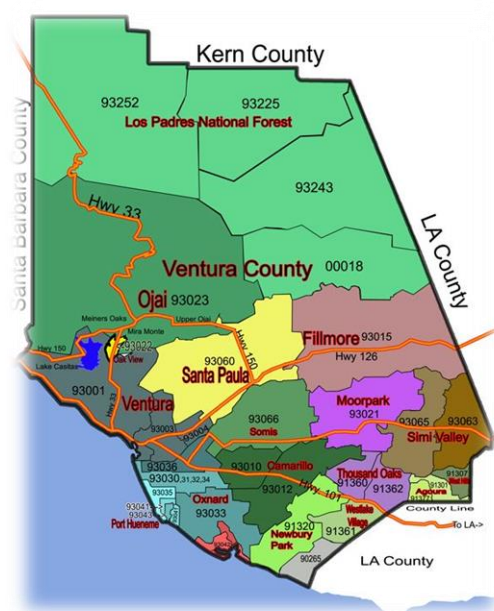 Kern County
Santa Barbara County
93252
93225
Los Padres National Forest
93243
LA County
00018
Hwy 33
Ventura County
Ojai 93023
Meiners Oaks
Mira Monte
Upper Ojai
Hwy 150
93022
Oak View
Lake Casitas
93001
Hwy 33
Ventura
93003
93004
93060
Hwy 150
Santa Paula
Fillmore 93015
Hwy 126
93066
Somis
Moorpark
93021
93065
93063
Simi Valley
93036
93030,31,32,34
93035
93041->
93043->
Port Hueneme
Oxnard
93033
93010
Camarillo
93012
Hwy. 101
Thousand Oaks
91360
91362
91307
91301
Agoura
County Line
91320
Newbury
Park
Westlake
Village
91361
90265
To LA->
LA County